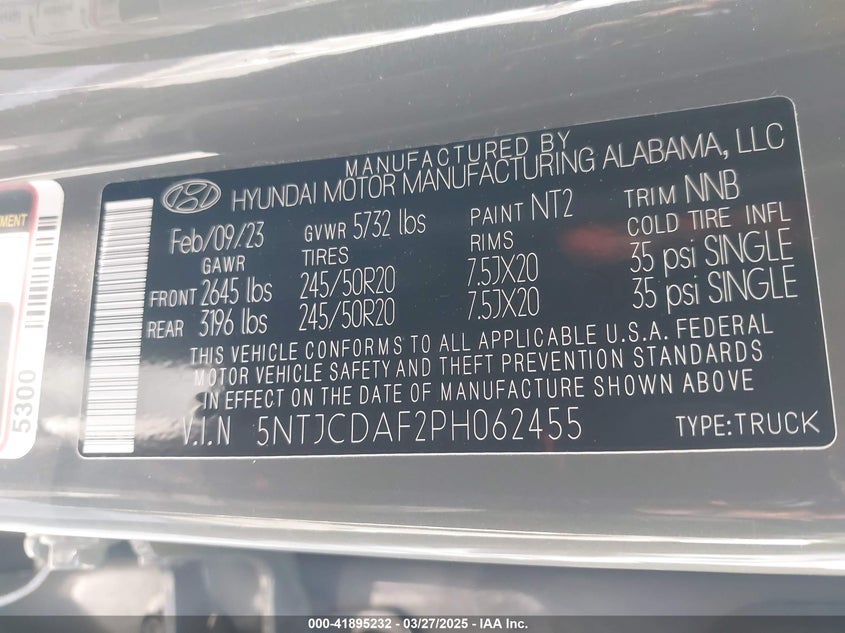 MANUFACTURED BY
HYUNDAI MOTOR MANUFACTURING ALABAMA, LLC
Feb/09/23 GVWR 5732 lbs PAINT NT2 TRIM NNB
GAWR TIRES RIMS COLD TIRE INFL
FRONT 2645 lbs 245/50R20 7.5JX20 35 psi SINGLE
REAR 3196 lbs 245/50R20 7.5JX20 35 psi SINGLE
THIS VEHICLE CONFORMS TO ALL APPLICABLE U.S.A. FEDERAL
MOTOR VEHICLE SAFETY AND THEFT PREVENTION STANDARDS
IN EFFECT ON THE DATE OF MANUFACTURE SHOWN ABOVE
V.I.N 5NTJCDAF2PH062455 TYPE:TRUCK
5300
000-41895232 - 03/27/2025 - IAA Inc.